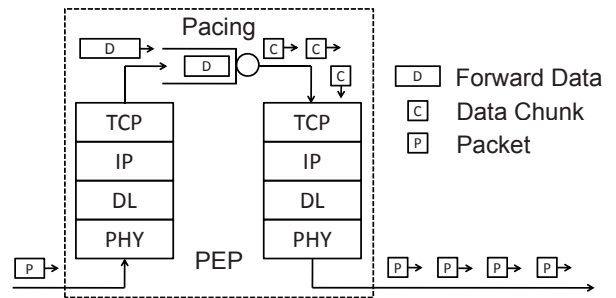 Pacing
D
D
C
C
C
D Forward Data
C Data Chunk
P Packet
TCP
IP
DL
PHY
TCP
IP
DL
PHY
PEP
P
P
P
P
P